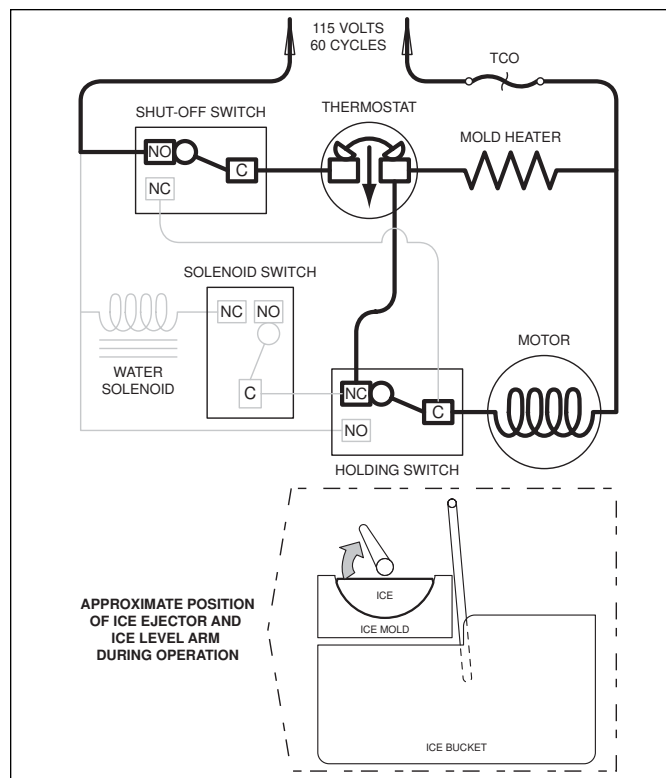 115 VOLTS
60 CYCLES
TCO
SHUT-OFF SWITCH
THERMOSTAT
MOLD HEATER
NO
C
NC
SOLENOID SWITCH
NC
NO
MOTOR
WATER
SOLENOID
C
NC
C
NO
HOLDING SWITCH
APPROXIMATE POSITION
OF ICE EJECTOR AND
ICE LEVEL ARM
DURING OPERATION
ICE
ICE MOLD
ICE BUCKET